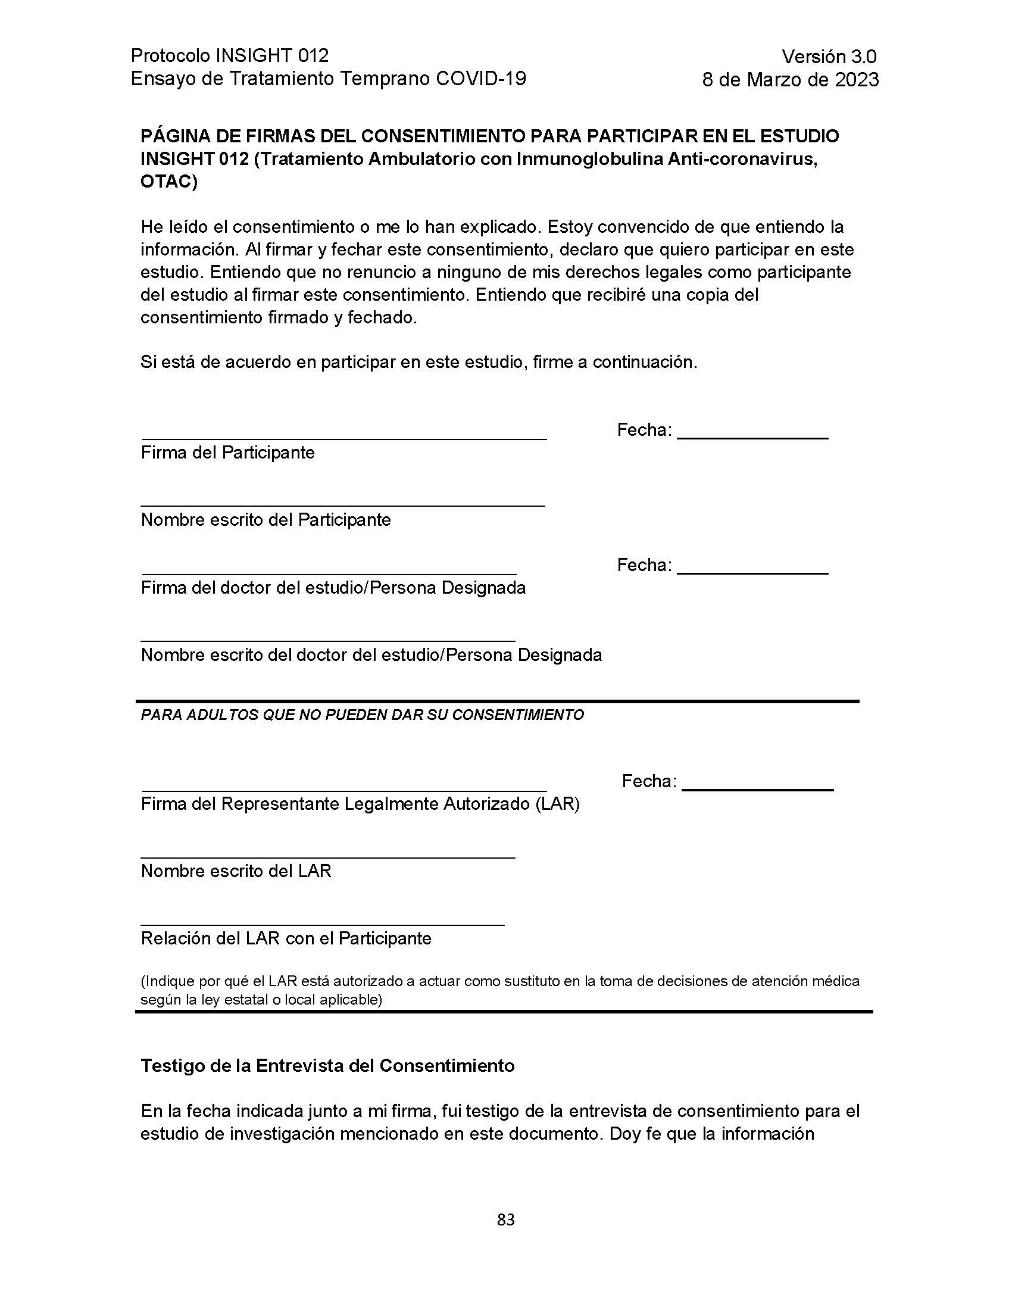 Protocolo INSIGHT 012
Versión 3.0
Ensayo de Tratamiento Temprano COVID-19
8 de Marzo de 2023
PÁGINA DE FIRMAS DEL CONSENTIMIENTO PARA PARTICIPAR EN EL ESTUDIO
INSIGHT 012 (Tratamiento Ambulatorio con Inmunoglobulina Anti-coronavirus,
OTAC)
He leído el consentimiento o me lo han explicado. Estoy convencido de que entiendo la
información. Al firmar y fechar este consentimiento, declaro que quiero participar en este
estudio. Entiendo que no renuncio a ninguno de mis derechos legales como participante
del estudio al firmar este consentimiento. Entiendo que recibiré una copia del
consentimiento firmado y fechado.
Si está de acuerdo en participar en este estudio, firme a continuación.
Fecha:
Firma del Participante
Nombre escrito del Participante
Fecha:
Firma del doctor del estudio/Persona Designada
Nombre escrito del doctor del estudio/Persona Designada
PARA ADULTOS QUE NO PUEDEN DAR SU CONSENTIMIENTO
Fecha:
Firma del Representante Legalmente Autorizado (LAR)
Nombre escrito del LAR
Relación del LAR con el Participante
(Indique por qué el LAR está autorizado a actuar como sustituto en la toma de decisiones de atención médica
según la ley estatal o local aplicable)
Testigo de la Entrevista del Consentimiento
En la fecha indicada junto a mi firma, fui testigo de la entrevista de consentimiento para el
estudio de investigación mencionado en este documento. Doy fe que la información
83